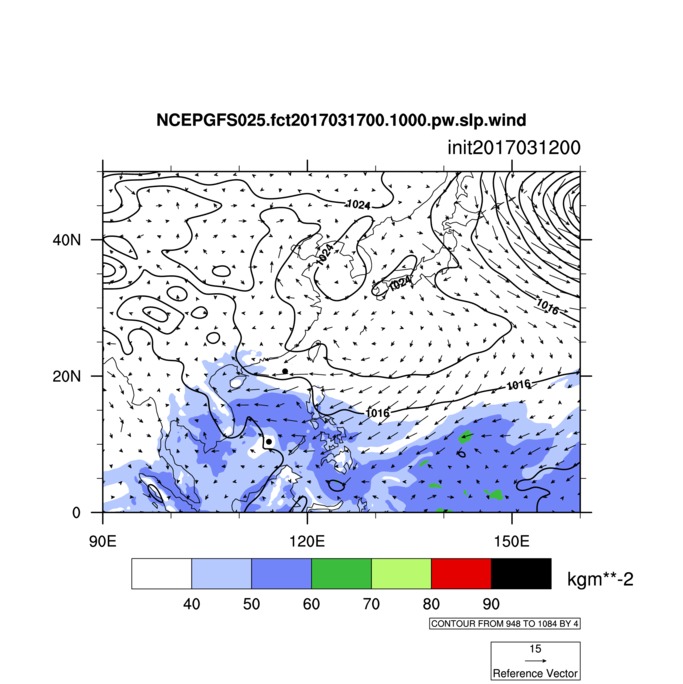 NCEPGFS025.fct2017031700.1000.pw.slp.wind
init2017031200
1024
40N
1024
1024
1016
20N
1016
1016
0
90E 120E 150E
kgm**-2
40 50 60 70 80 90
CONTOUR FROM 948 TO 1084 BY 4
15
Reference Vector